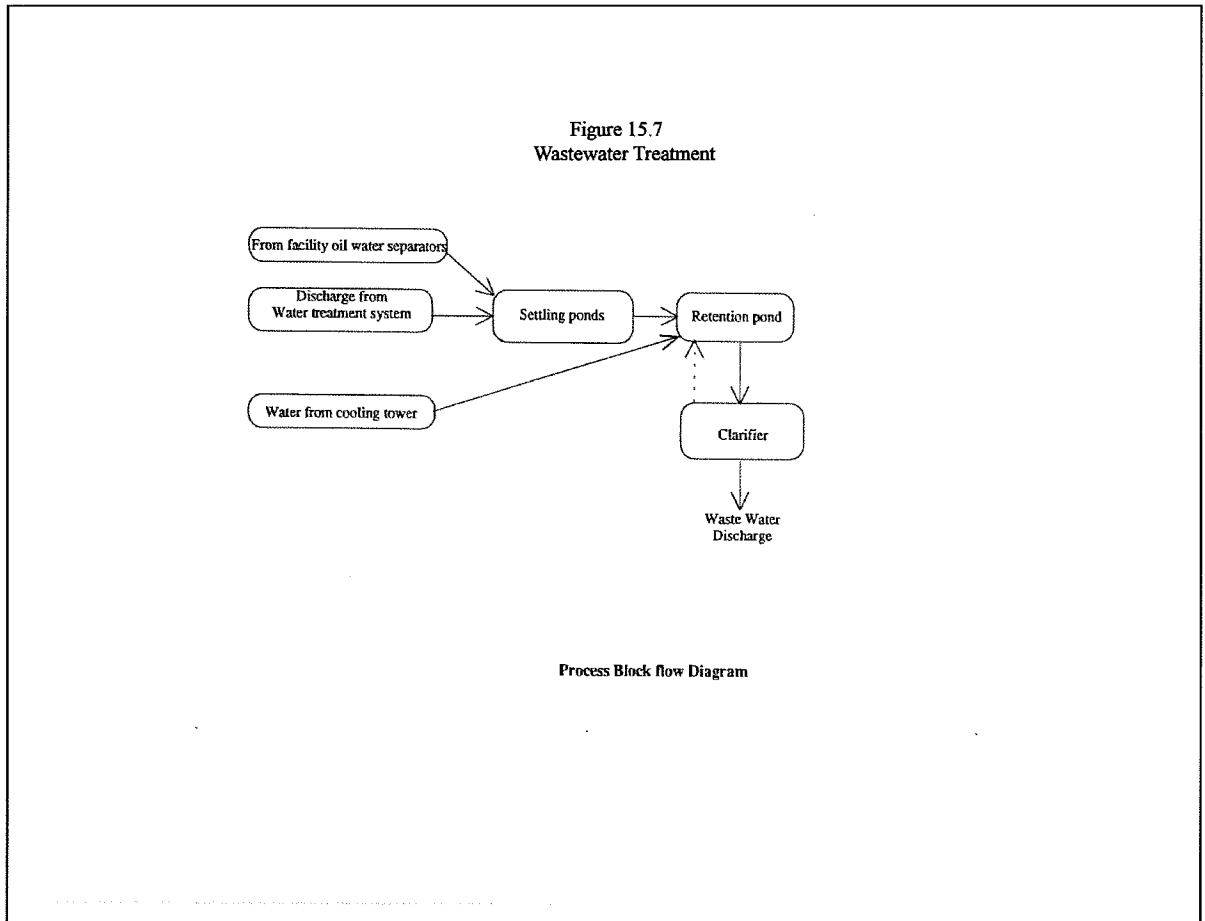 Figure 15.7
Wastewater Treatment
From facility oil water separators
Discharge from
Water treatment system
Settling ponds
Retention pond
Water from cooling tower
Clarifier
Waste Water
Discharge
Process Block flow Diagram